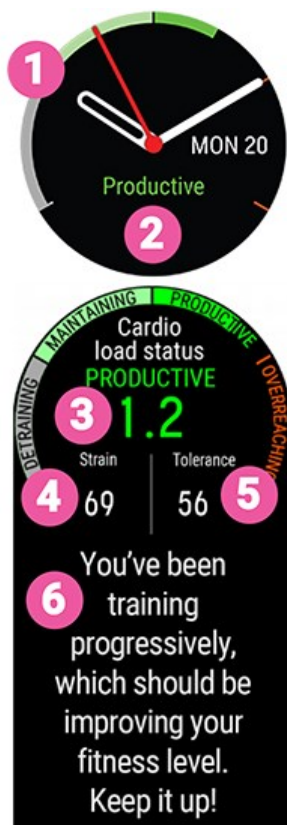 1
MON 20
Productive
2
DETRAINING
MAINTAINING
PRODUCTIVE
OVERREACHING
Cardio
load status
PRODUCTIVE
3
1.2
Strain
Tolerance
4
69
56
5
6
You've been
training
progressively,
which should be
improving your
fitness level.
Keep it up!